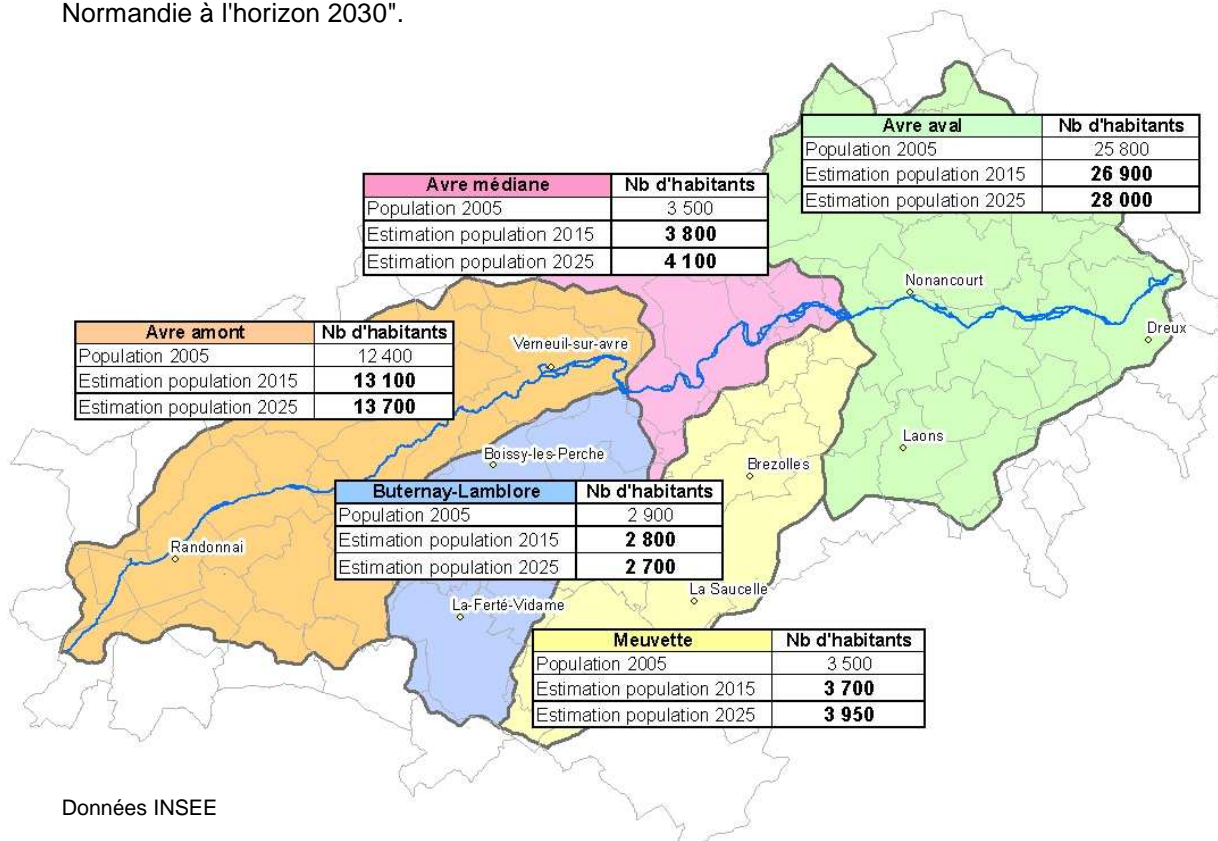 Normandie à l'horizon 2030".
Avre aval Nb d'habitants
Population 2005 25 800
Estimation population 2015 26 900
Estimation population 2025 28 000
Avre médiane Nb d'habitants
Population 2005 3 500
Estimation population 2015 3 800
Estimation population 2025 4 100
Nonancourt
Dreux
Avre amont Nb d'habitants
Population 2005 12 400
Estimation population 2015 13 100
Estimation population 2025 13 700
Verneuil-sur-avre
Laons
Boissy-les-Perche
Brezolles
Buternay-Lamblore Nb d'habitants
Population 2005 2 900
Estimation population 2015 2 800
Estimation population 2025 2 700
Randonnai
La Saucelle
La-Ferté-Vidame
Meuvette Nb d'habitants
Population 2005 3 500
Estimation population 2015 3 700
Estimation population 2025 3 950
Données INSEE